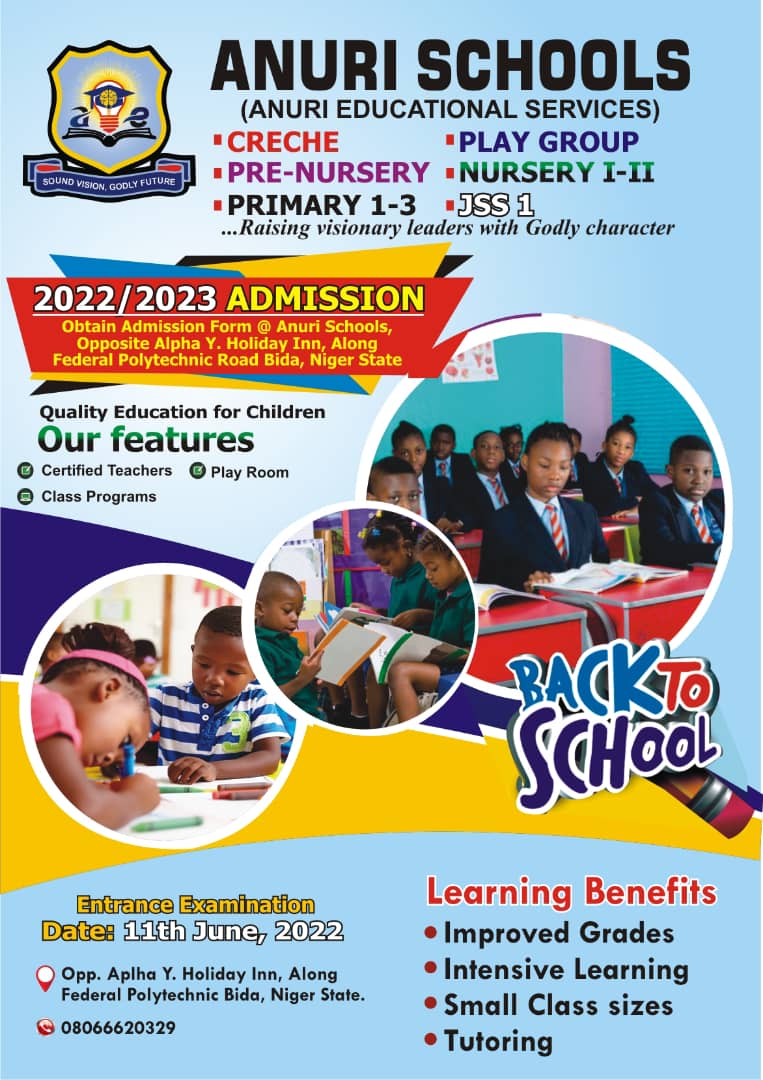 ANURI SCHOOLS
(ANURI EDUCATIONAL SERVICES)
CRECHE
PLAY GROUP
PRE-NURSERY
NURSERY I-II
PRIMARY 1-3
JSS 1
...Raising visionary leaders with Godly character
a e
SOUND VISION, GODLY FUTURE
2022/2023 ADMISSION
Obtain Admission Form @ Anuri Schools,
Opposite Alpha Y. Holiday Inn, Along
Federal Polytechnic Road Bida, Niger State
Quality Education for Children
Our features
Certified Teachers
Play Room
Class Programs
3
BACK TO
SCHOOL
Entrance Examination
Date: 11th June, 2022
Opp. Aplha Y. Holiday Inn, Along
Federal Polytechnic Bida, Niger State.
08066620329
Learning Benefits
• Improved Grades
• Intensive Learning
• Small Class sizes
• Tutoring